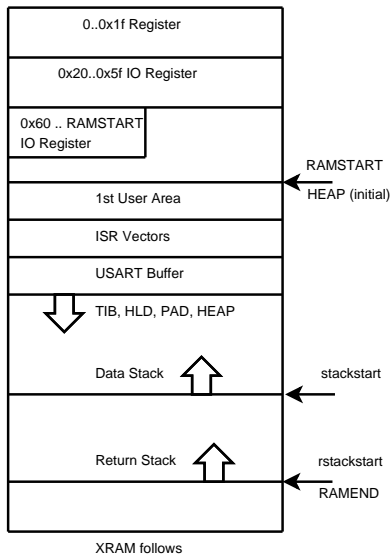 0..0x1f Register
0x20..0x5f IO Register
0x60 .. RAMSTART
IO Register
RAMSTART
HEAP (initial)
1st User Area
ISR Vectors
USART Buffer
TIB, HLD, PAD, HEAP
Data Stack
stackstart
Return Stack
rstackstart
RAMEND
XRAM follows